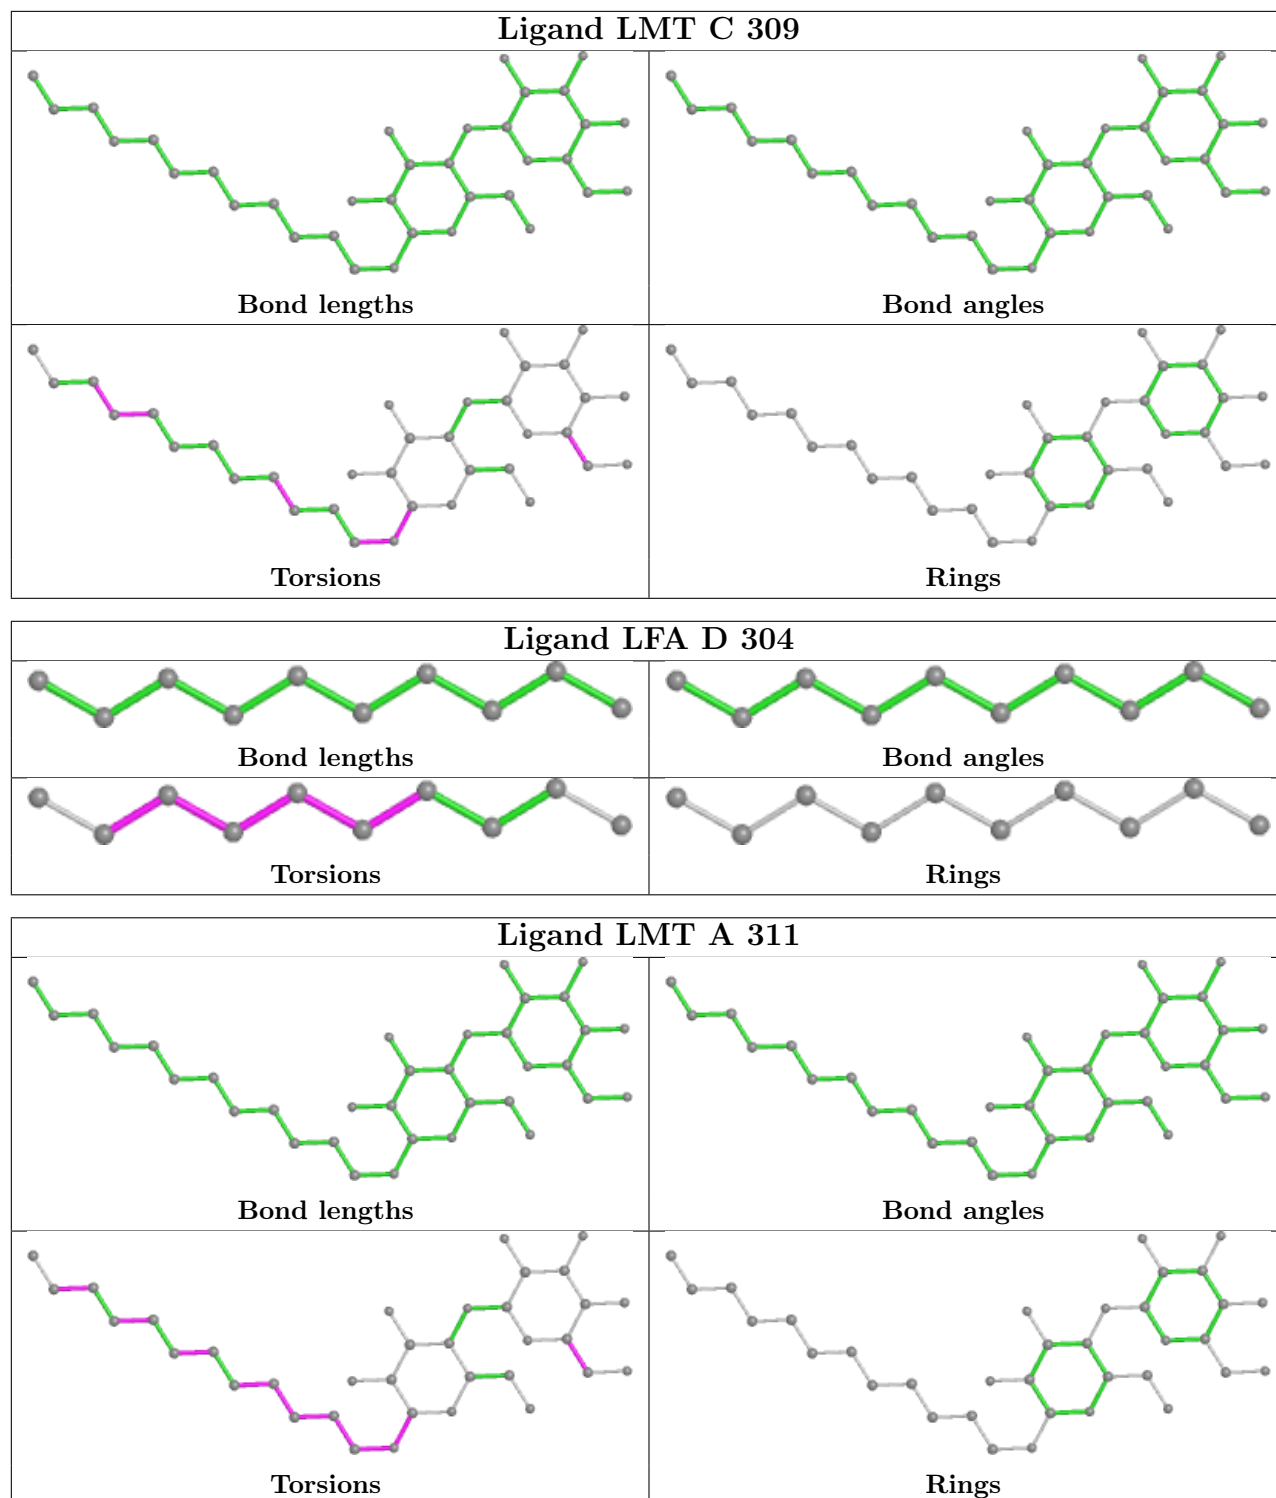 Ligand LMT C 309
Bond lengths
Bond angles
Torsions
Rings
Ligand LFA D 304
Bond lengths
Bond angles
Torsions
Rings
Ligand LMT A 311
Bond lengths
Bond angles
Torsions
Rings